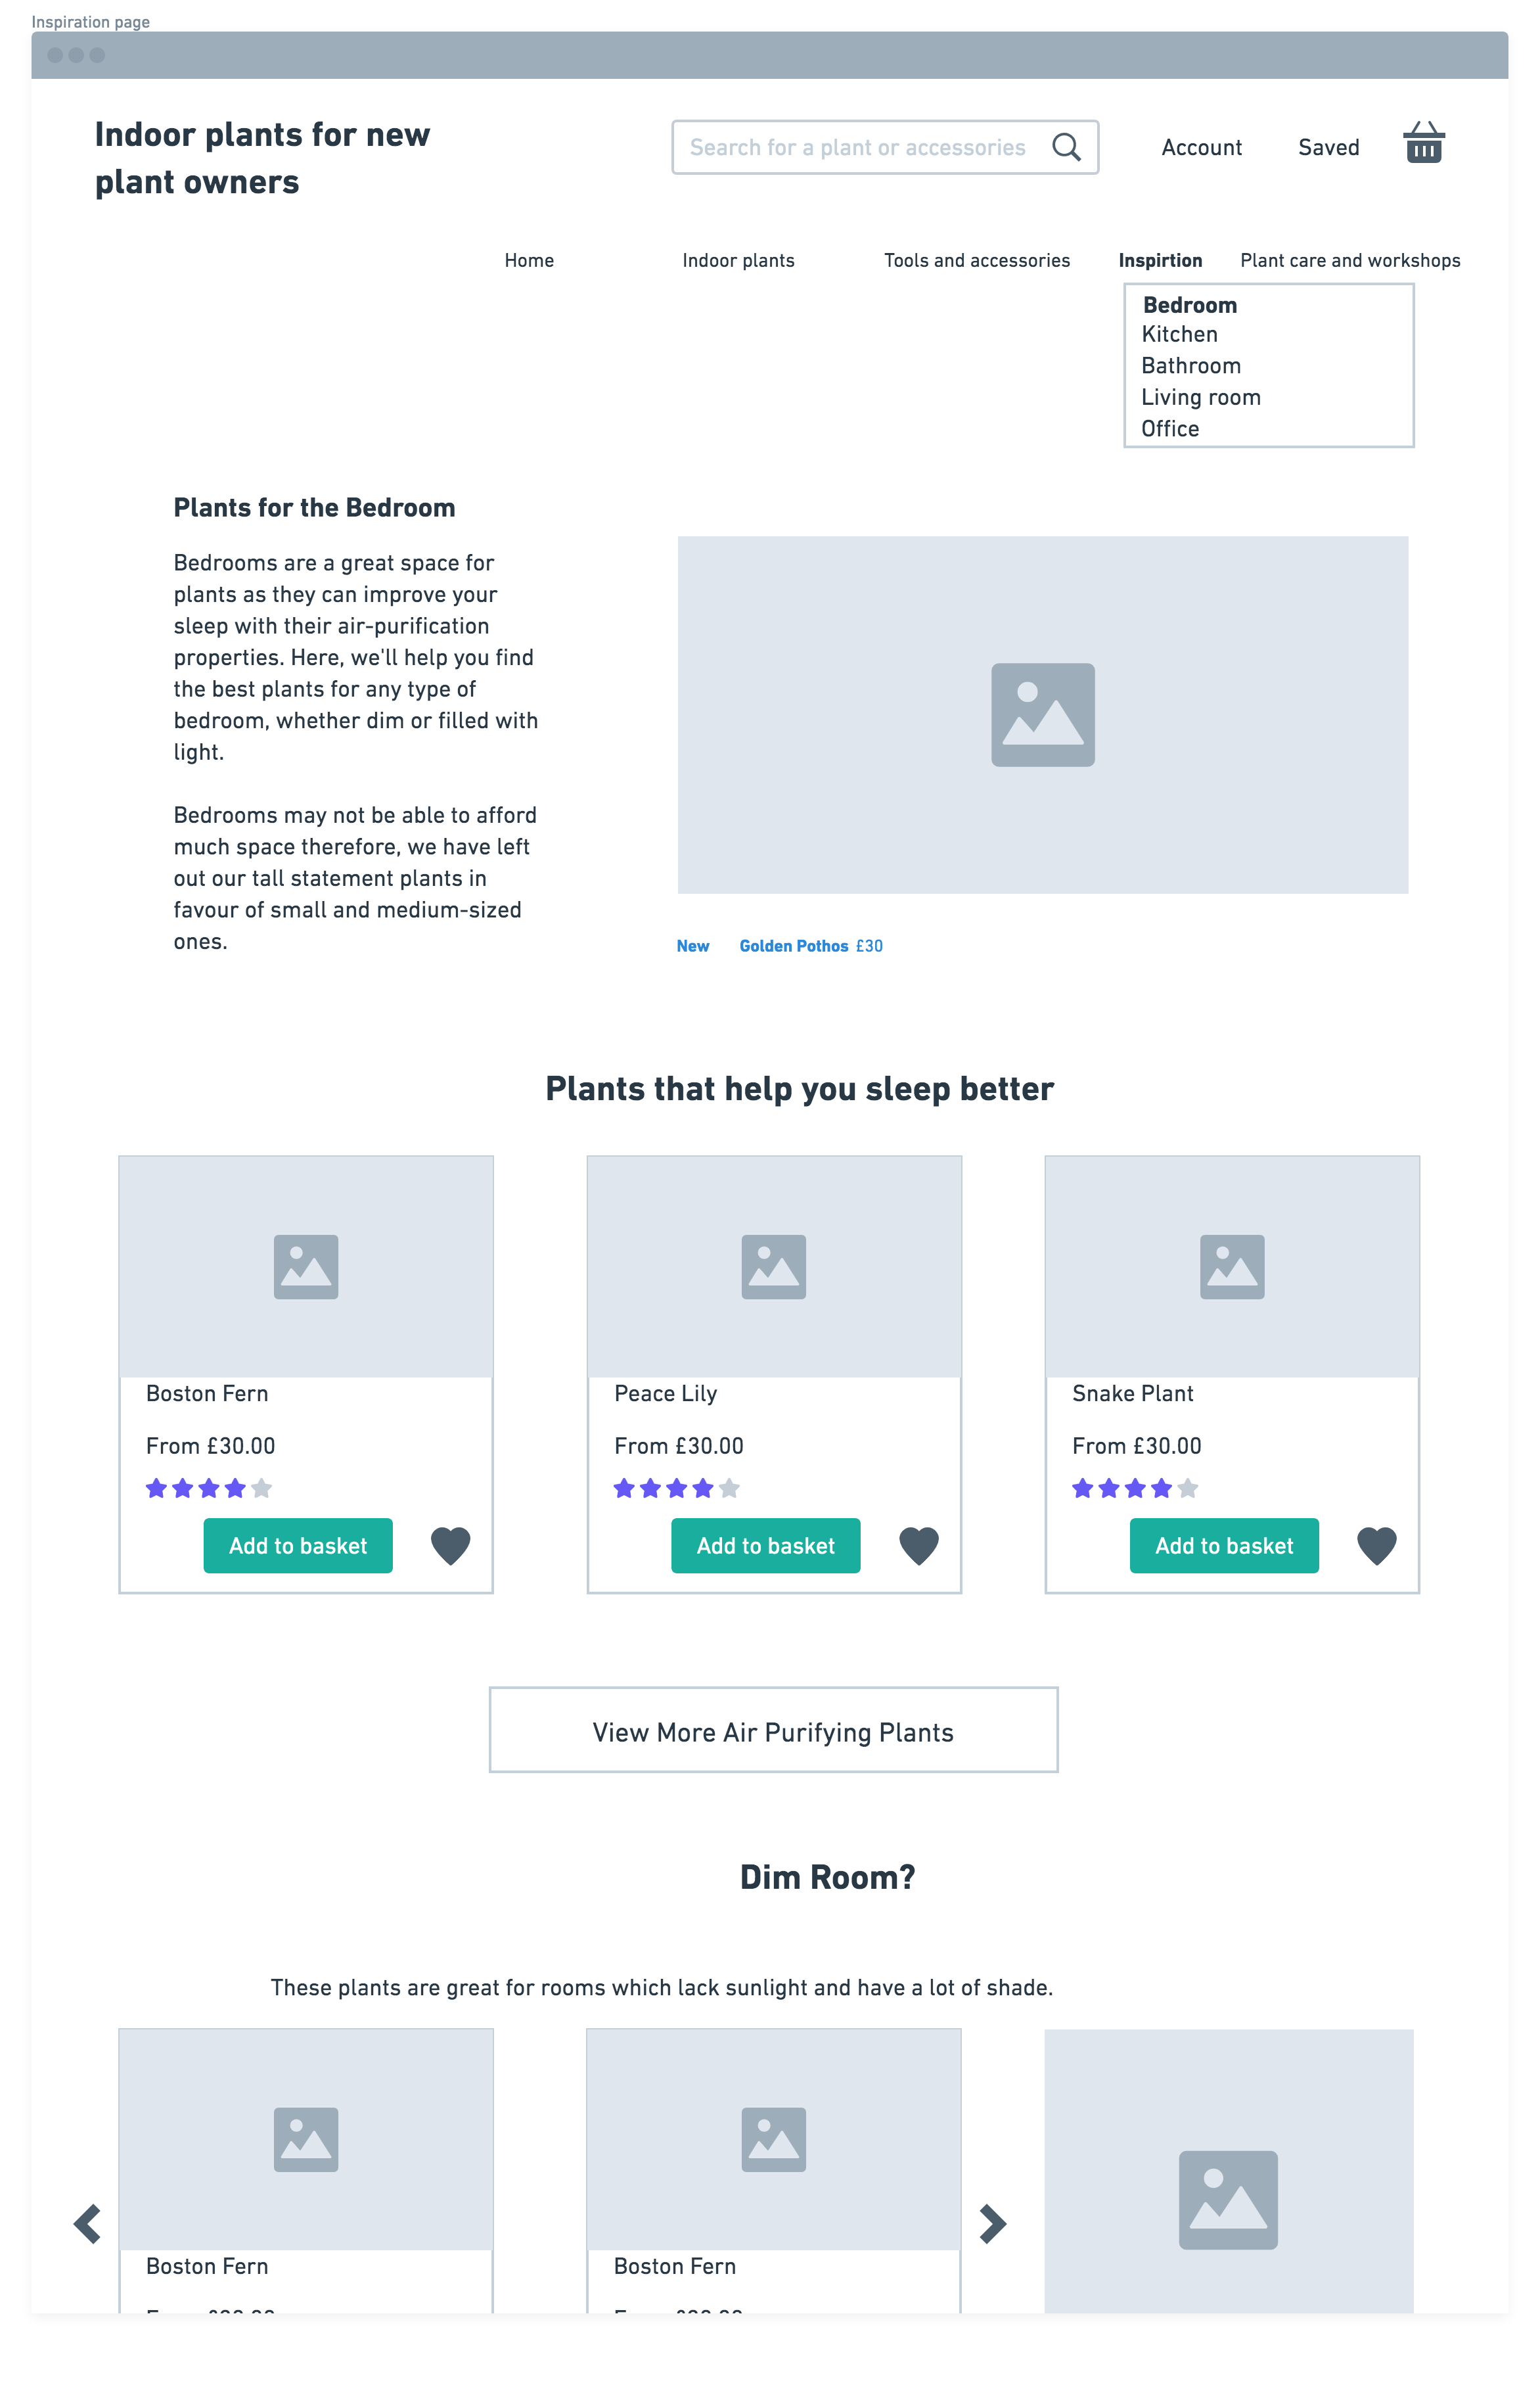 Inspiration page
Indoor plants for new
plant owners
Search for a plant or accessories
Account
Saved
Home
Indoor plants
Tools and accessories
Inspirtion
Plant care and workshops
Bedroom
Kitchen
Bathroom
Living room
Office
Plants for the Bedroom
Bedrooms are a great space for
plants as they can improve your
sleep with their air-purification
properties. Here, we'll help you find
the best plants for any type of
bedroom, whether dim or filled with
light.
Bedrooms may not be able to afford
much space therefore, we have left
out our tall statement plants in
favour of small and medium-sized
ones.
New
Golden Pothos £30
Plants that help you sleep better
Boston Fern
From £30.00
Add to basket
Peace Lily
From £30.00
Add to basket
Snake Plant
From £30.00
Add to basket
View More Air Purifying Plants
Dim Room?
These plants are great for rooms which lack sunlight and have a lot of shade.
Boston Fern
Boston Fern